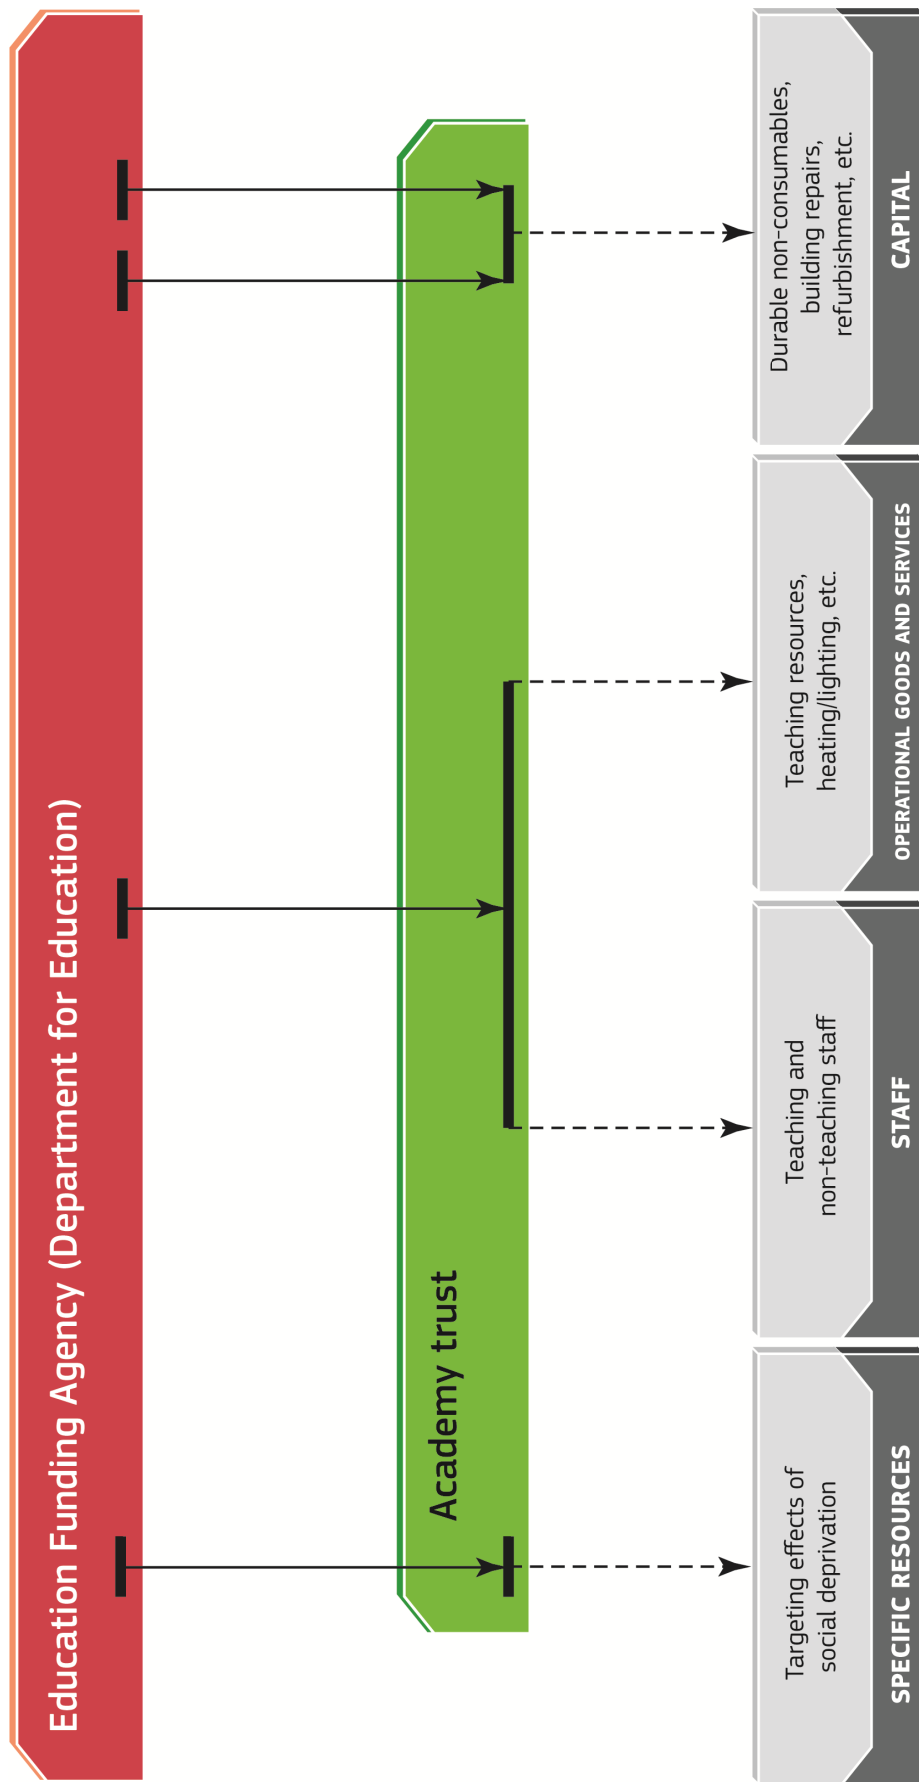 Education Funding Agency (Department for Education)
Academy trust
Targeting effects of
social deprivation
SPECIFIC RESOURCES
Teaching and
non-teaching staff
STAFF
Teaching resources,
heating/lighting, etc.
OPERATIONAL GOODS AND SERVICES
Durable non-consumables,
building repairs,
refurbishment, etc.
CAPITAL